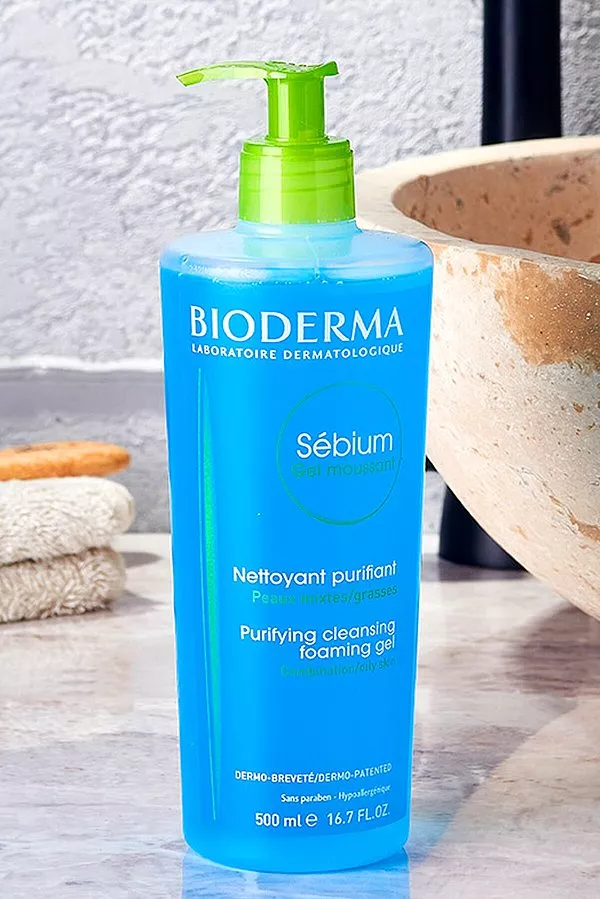 BIODERMA
LABORATOIRE DERMATOLOGIQUE
Sébium
Gel moussant
Nettoyant purifiant
Peaux mixtes/grasses
Purifying cleansing
foaming gel
Combination/oily skin
DERMO-BREVETÉ/DERMO-PATENTED
Sans paraben - Hypoallergénique
500 ml e 16.7 FL.OZ.